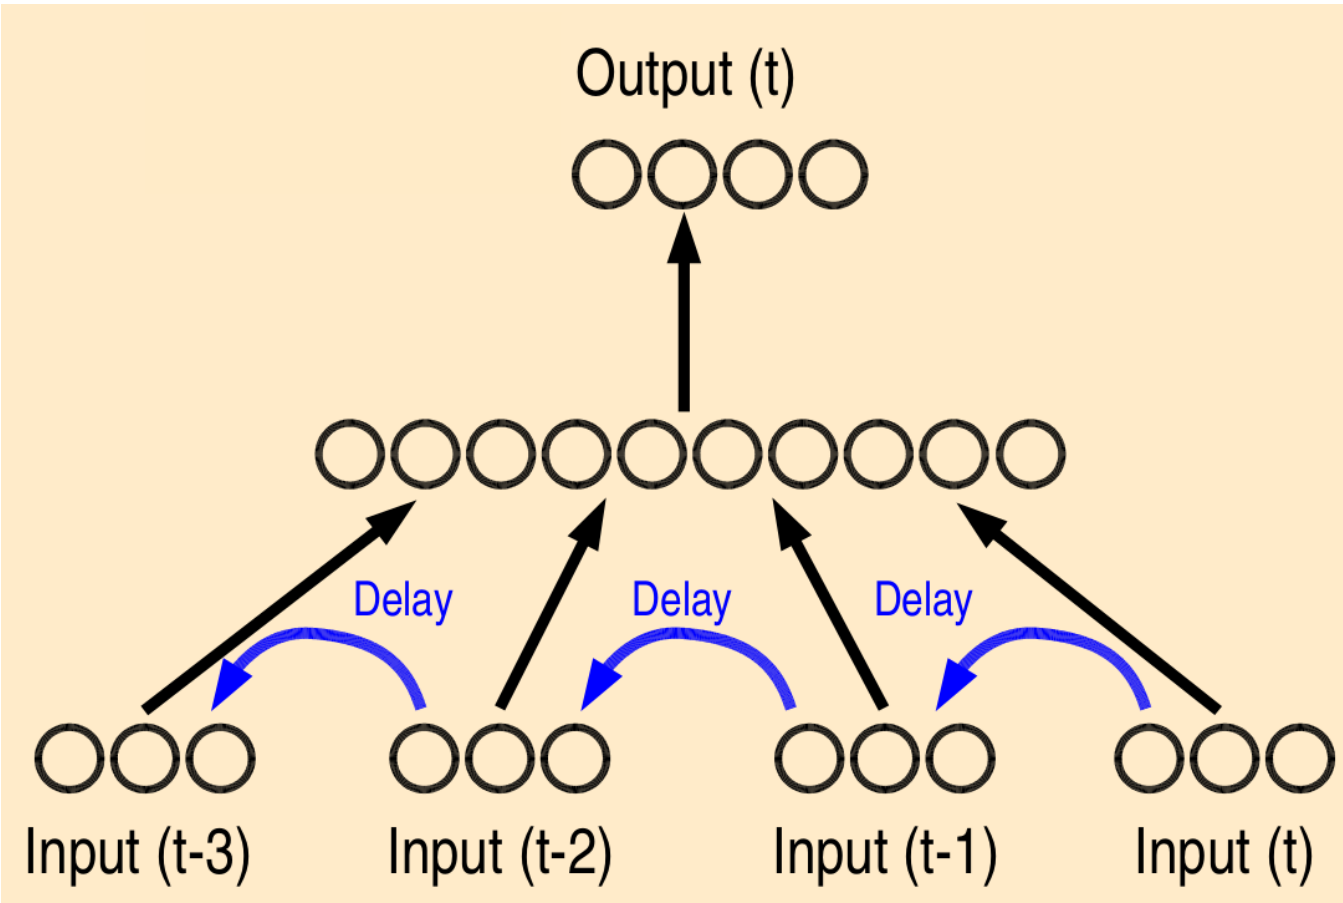 Output (t)
Delay
Delay
Delay
Input (t-3)
Input (t-2)
Input (t-1)
Input (t)